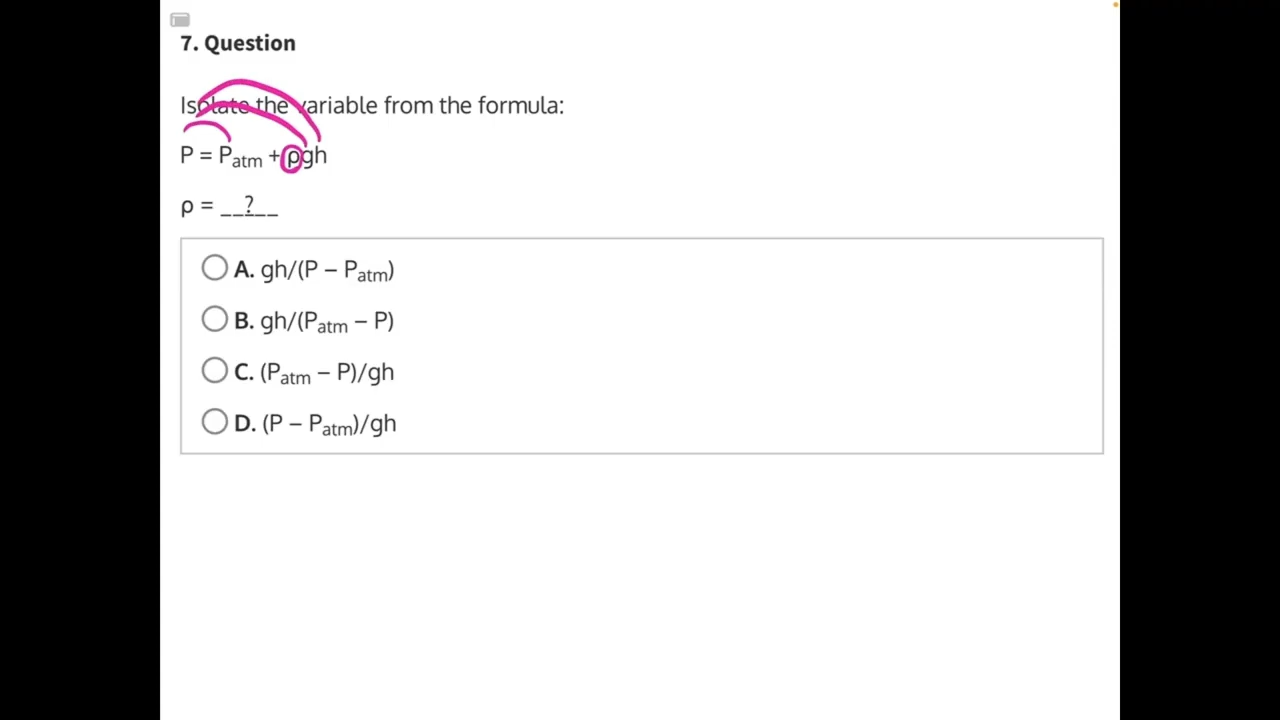 7. Question
Isolate the variable from the formula:
P = Patm + ρgh
ρ = __?__
A. gh/(P – Patm)
B. gh/(Patm – P)
C. (Patm – P)/gh
D. (P – Patm)/gh